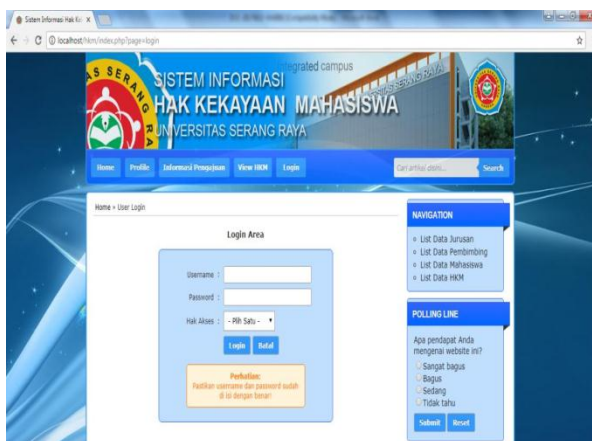 Sistem Informasi Hak Ke
localhost/hkm/index.php?page=login
integrated campus
SISTEM INFORMASI
HAK KEKAYAAN MAHASISWA
UNIVERSITAS SERANG RAYA
Home Profile Informasi Pengajuan View HKM Login
Cari artikel disini... Search
Home » User Login
Login Area
Username :
Password :
Hak Akses : - Pilih Satu -
Login Batal
Perhatian:
Pastikan username dan password sudah
di isi dengan benar!
NAVIGATION
List Data Jurusan
List Data Pembimbing
List Data Mahasiswa
List Data HKM
POLLING LINE
Apa pendapat Anda
mengenai website ini?
Sangat bagus
Bagus
Sedang
Tidak tahu
Submit Reset